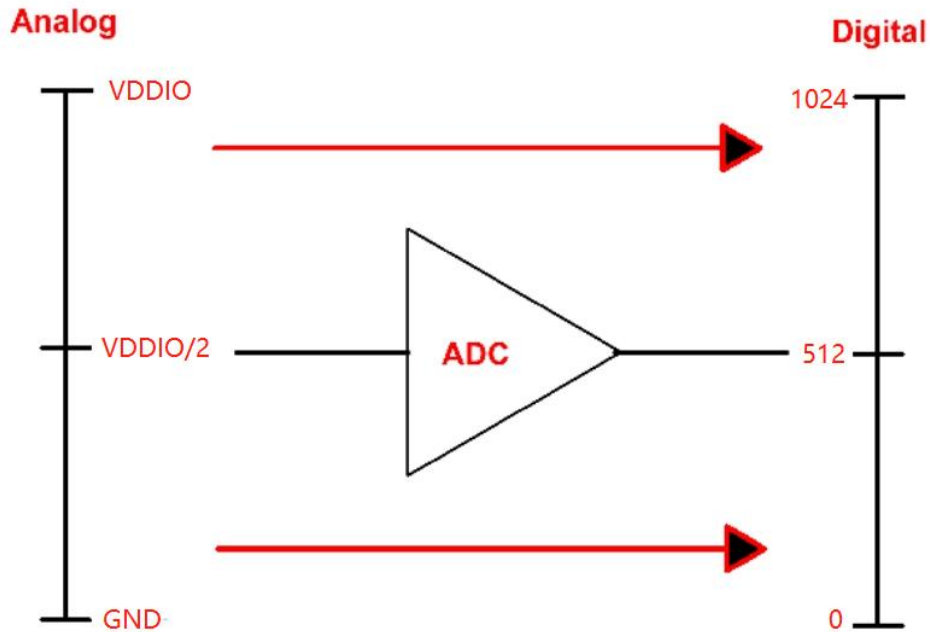 Analog
Digital
VDDIO
1024
VDDIO/2
ADC
512
GND
0